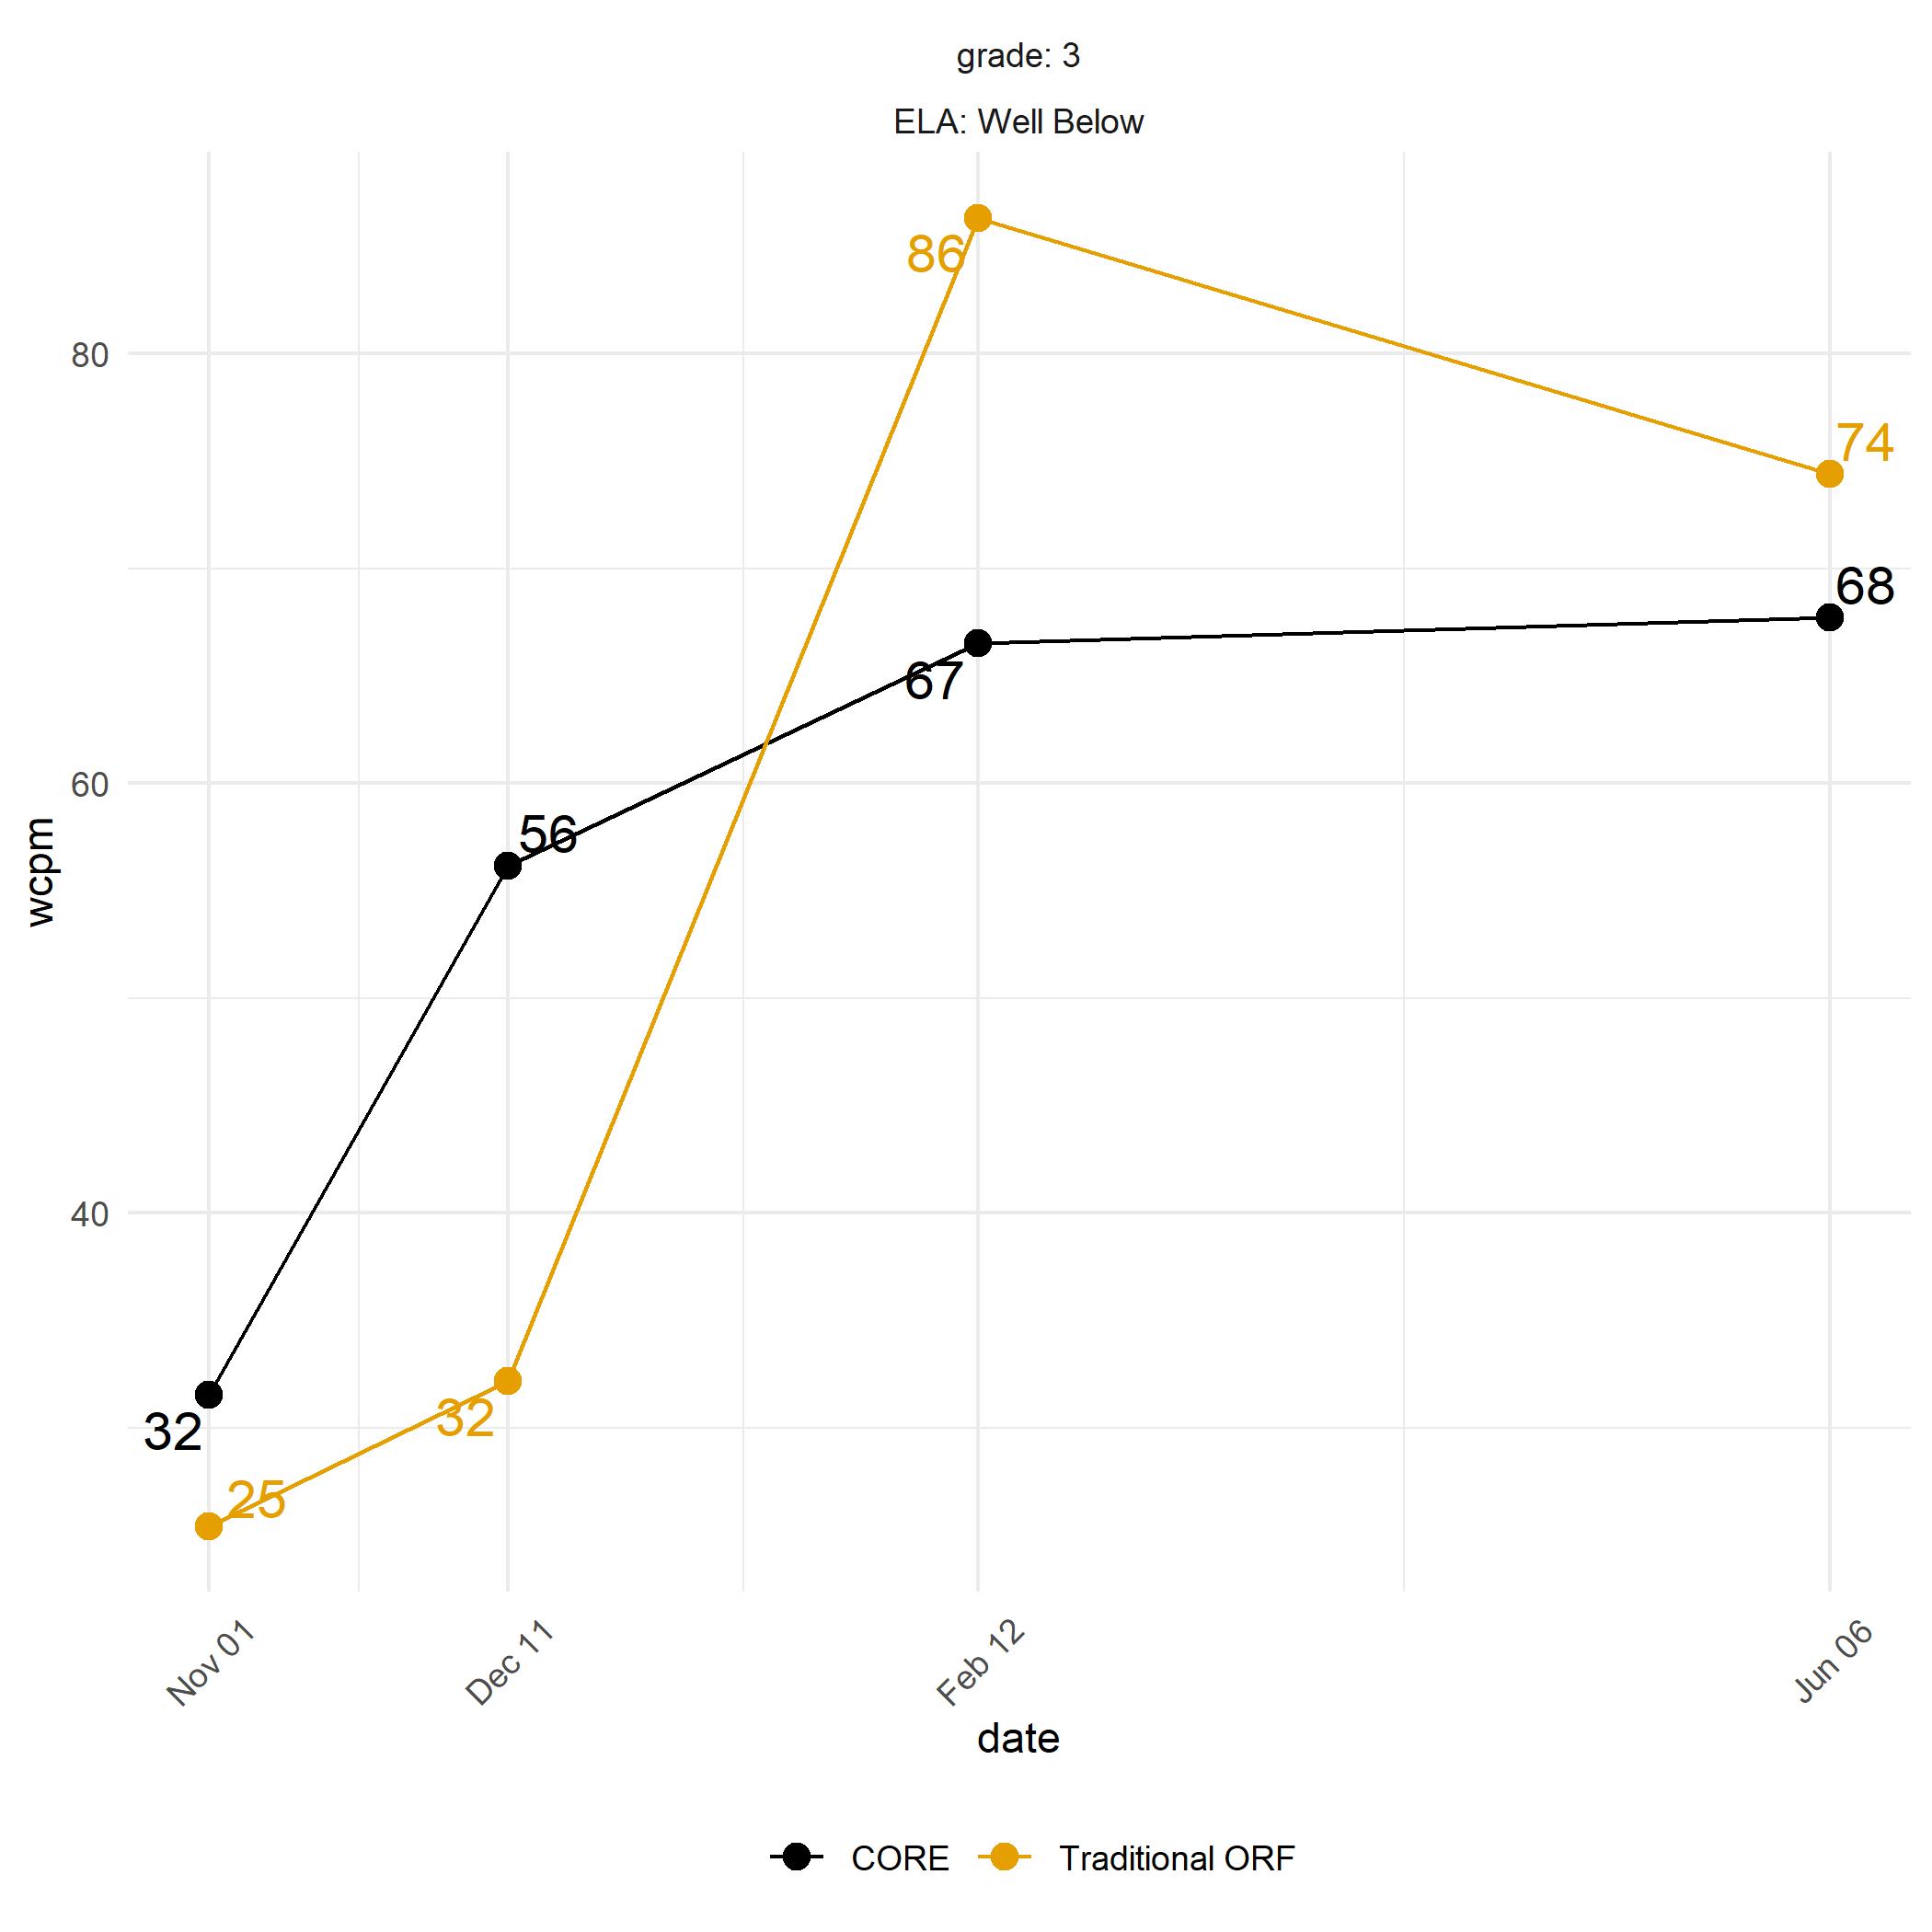 grade: 3
ELA: Well Below
86
80
74
68
67
60
56
wcpm
40
32
32
25
Nov 01
Dec 11
Feb 12
Jun 06
date
CORE
Traditional ORF